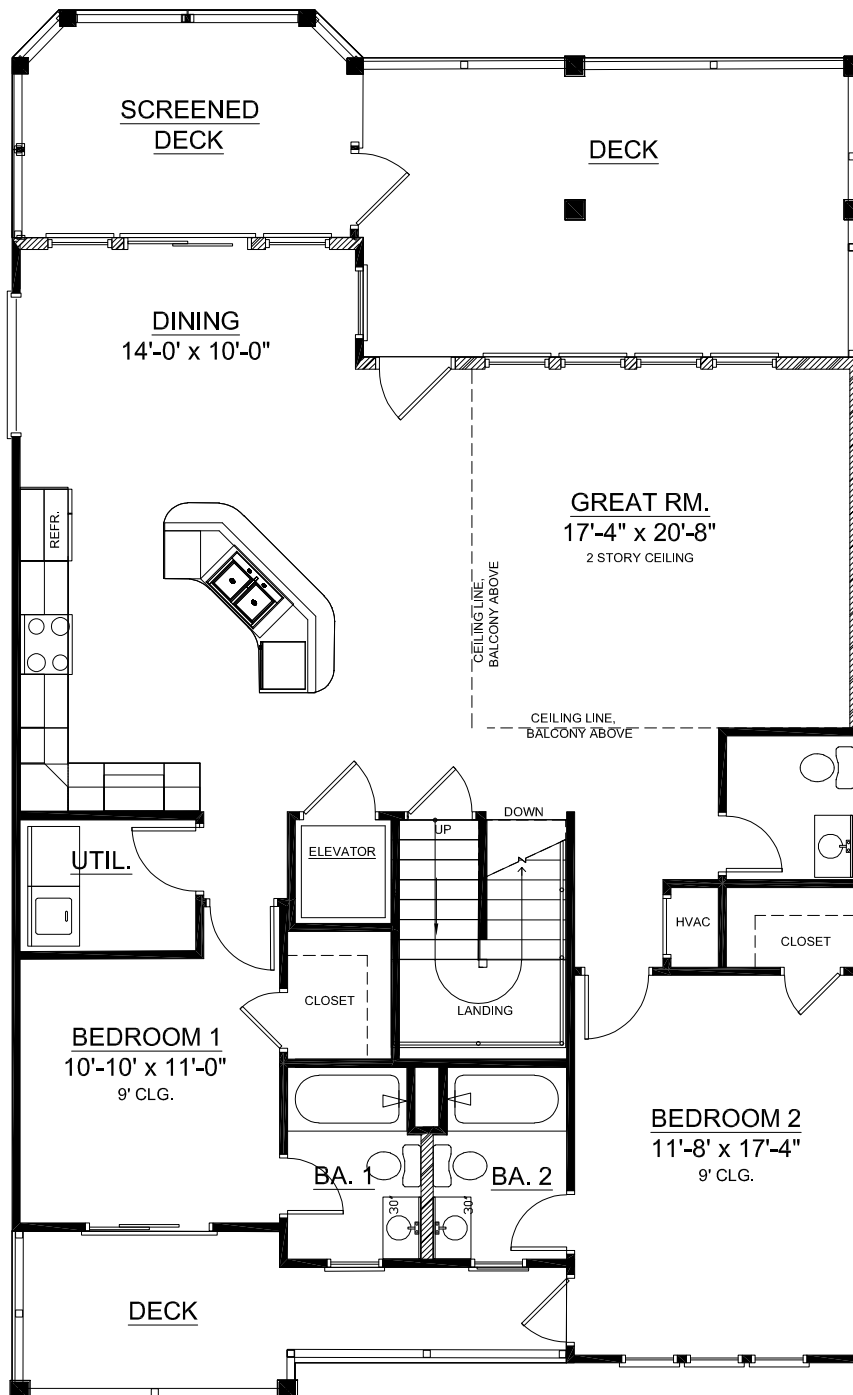 SCREENED
DECK
DECK
DINING
14'-0' x 10'-0"
REFR.
GREAT RM.
17'-4" x 20'-8"
2 STORY CEILING
CEILING LINE,
BALCONY ABOVE
CEILING LINE,
BALCONY ABOVE
DOWN
UP
ELEVATOR
UTIL.
HVAC
CLOSET
CLOSET
LANDING
BEDROOM 1
10'-10' x 11'-0"
9' CLG.
BEDROOM 2
11'-8' x 17'-4"
9' CLG.
BA. 1
BA. 2
30"
30"
DECK